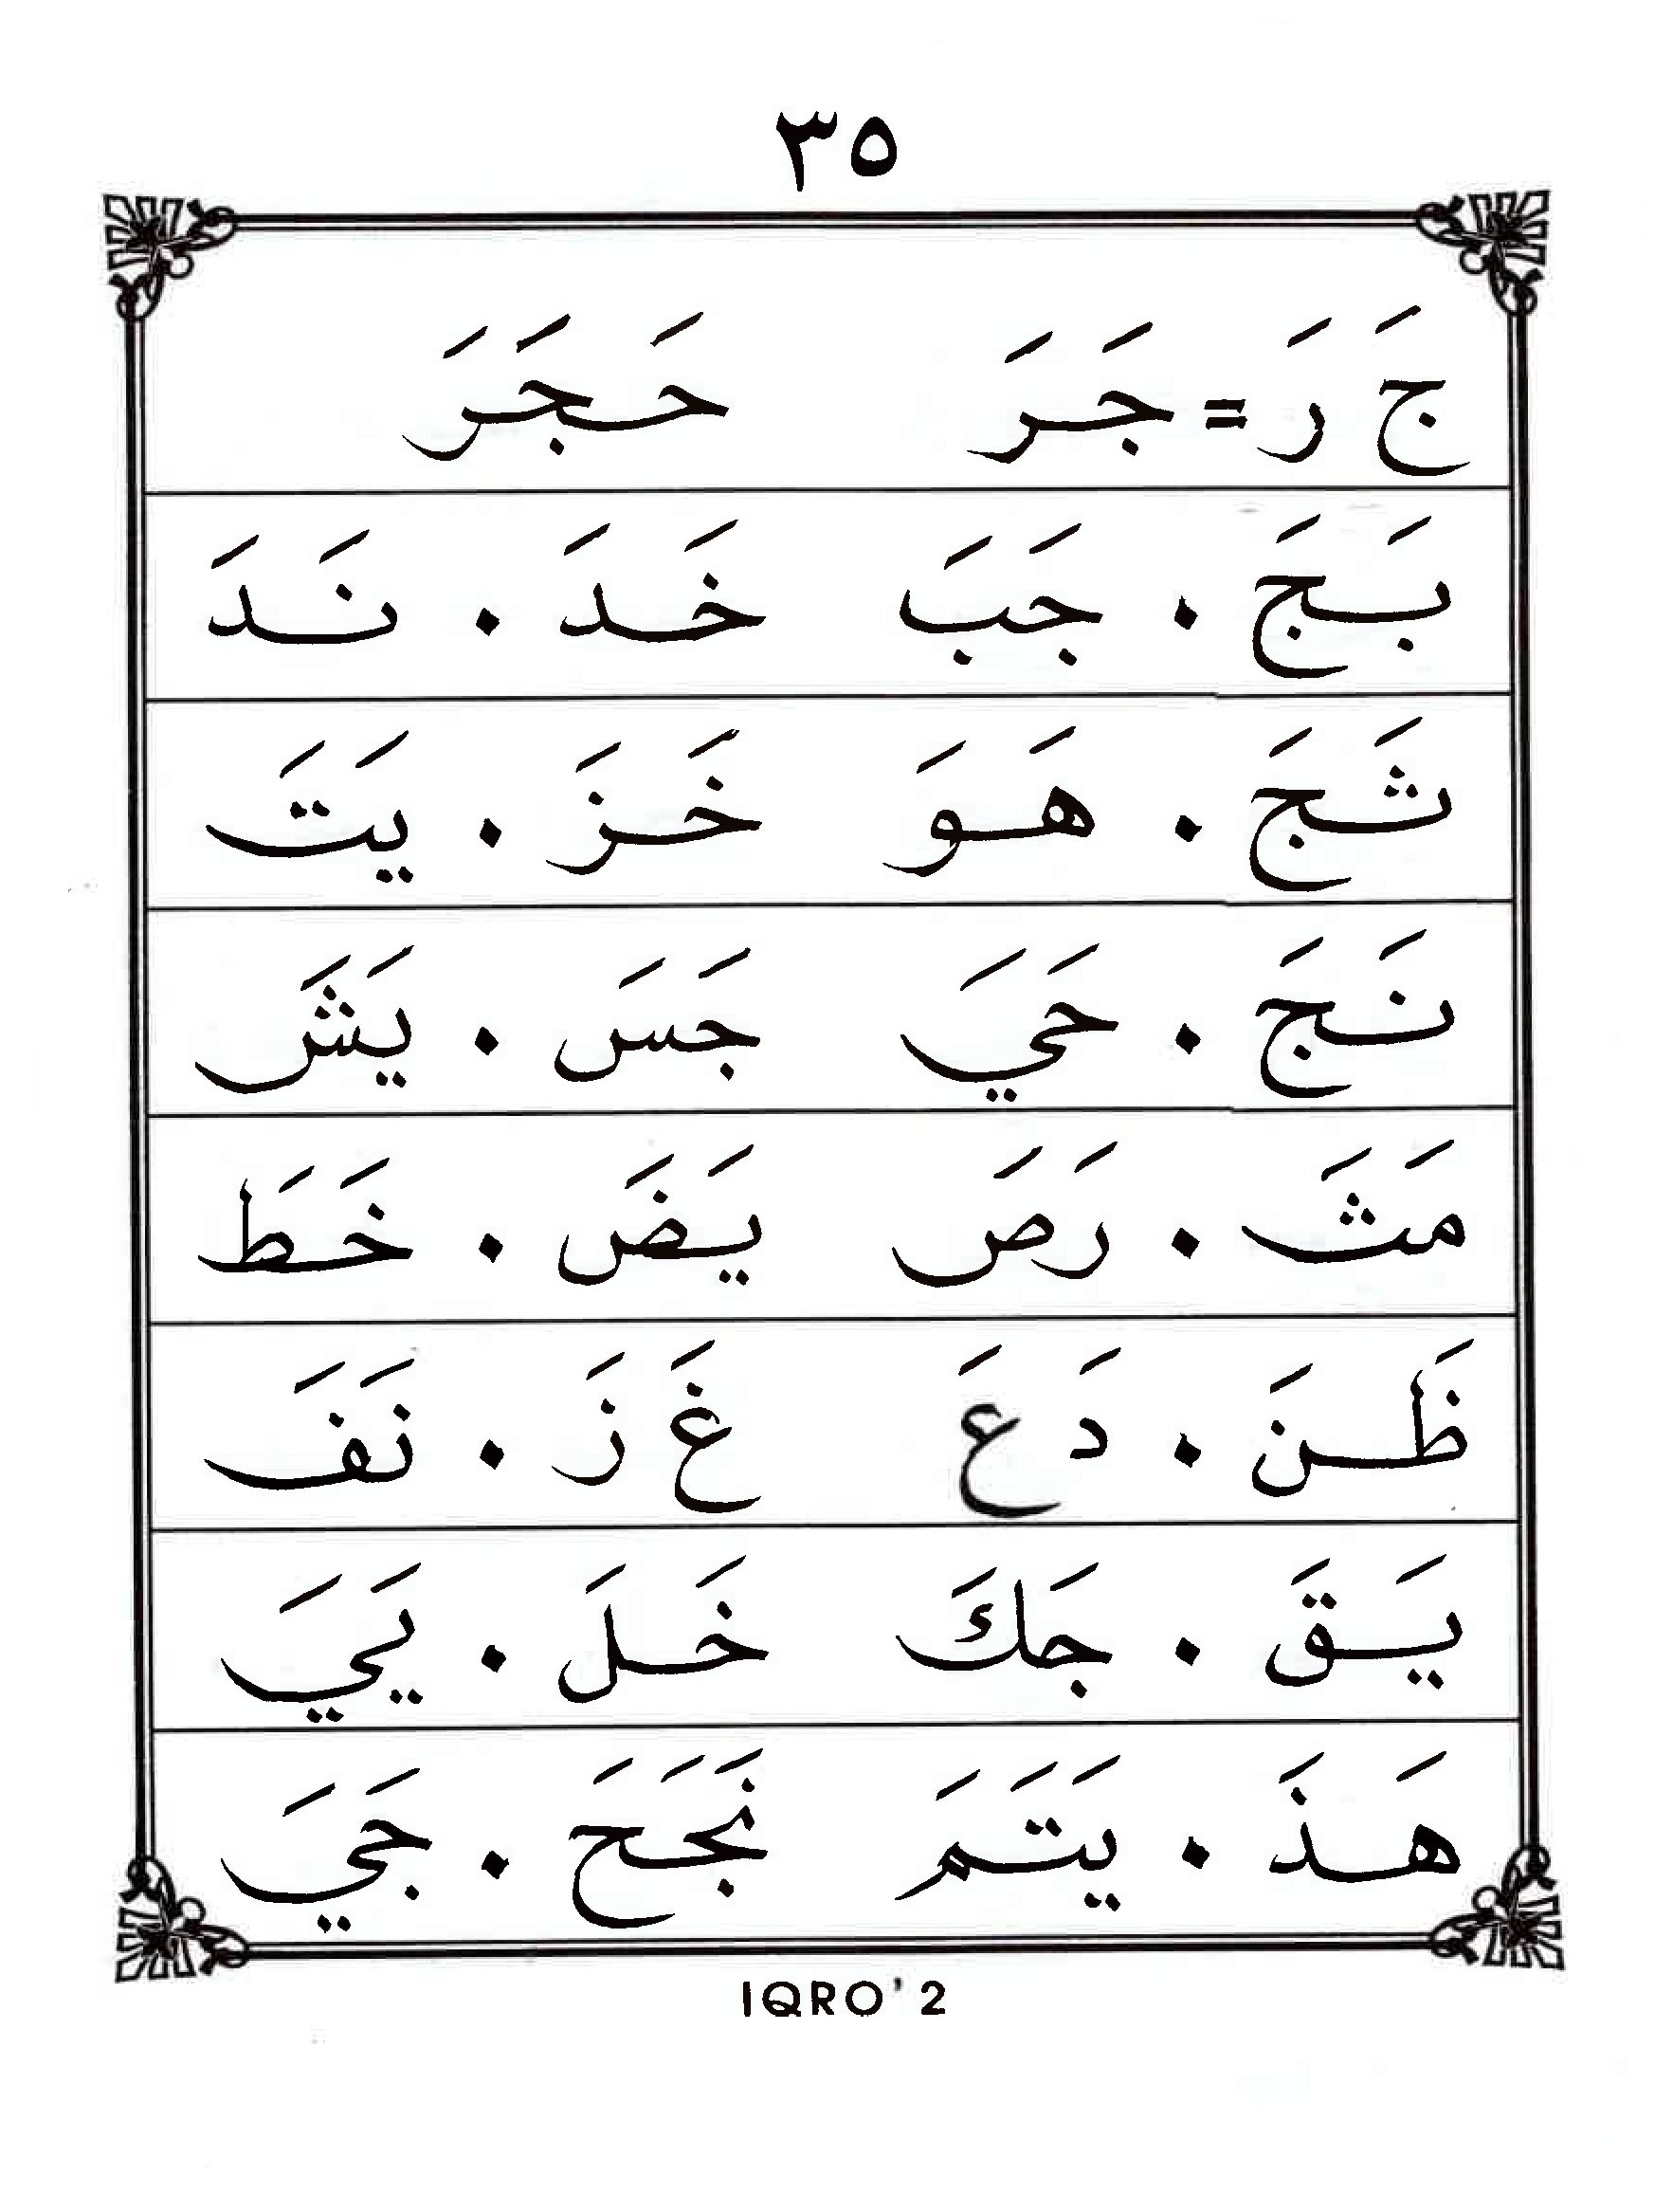 ٣٥
جَ رَ = جَرَ حَجَرَ
بَجَ . جَبَ خَدَ . نَدَ
ثَجَ . هَوَ خَزَ . يَتَ
نَجَ . حَيَ جَسَ . يَشَ
مَثَ . رَصَ يَضَ . خَطَ
ظَنَ . دَعَ غَزَ . نَفَ
يَقَ . جَكَ خَلَ . يَيَ
هَذَ . يَتَمَ نَجَحَ . جَيَ
IQRO' 2